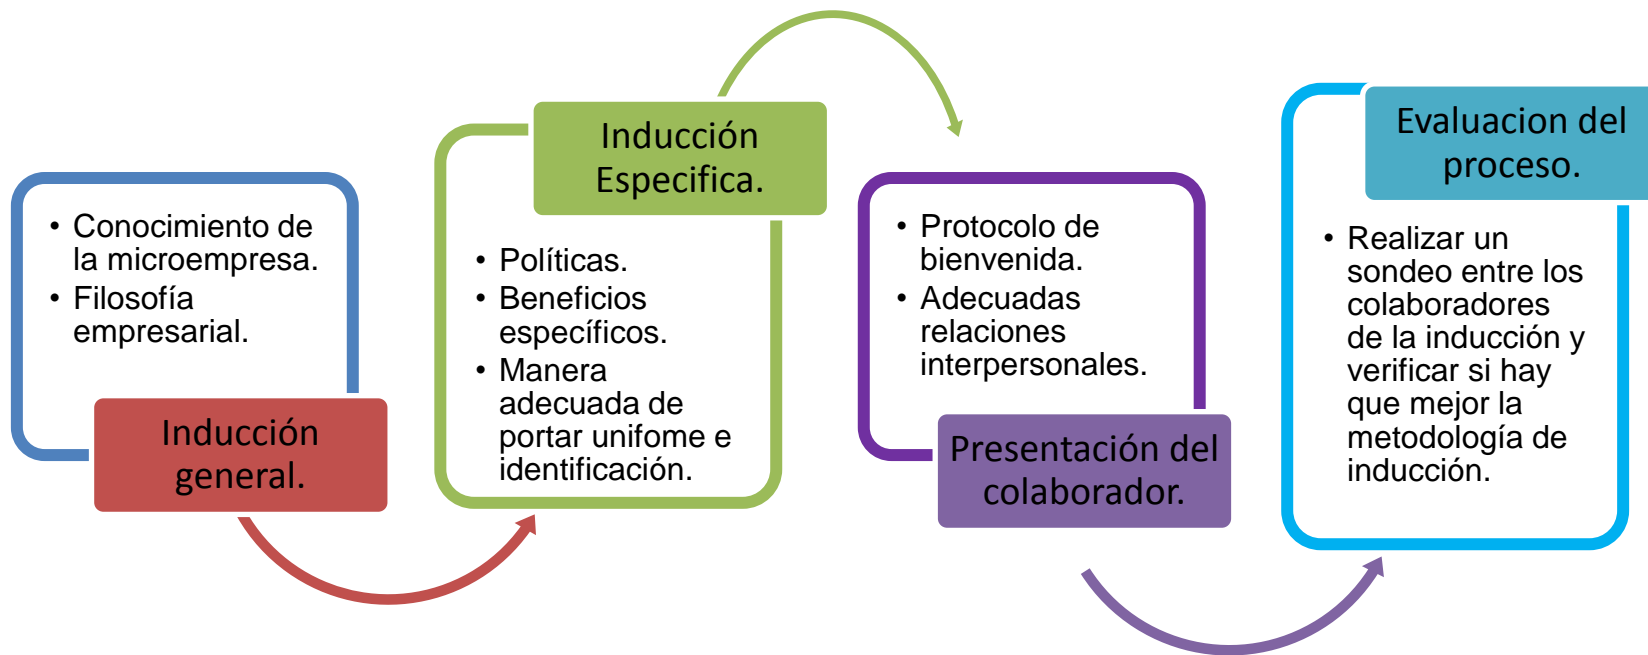 • Conocimiento de
la microempresa.
• Filosofía
empresarial.
Inducción
general.
Inducción
Especifica.
• Políticas.
• Beneficios
específicos.
• Manera
adecuada de
portar unifome e
identificación.
• Protocolo de
bienvenida.
• Adecuadas
relaciones
interpersonales.
Presentación del
colaborador.
Evaluacion del
proceso.
• Realizar un
sondeo entre los
colaboradores
de la inducción y
verificar si hay
que mejor la
metodología de
inducción.